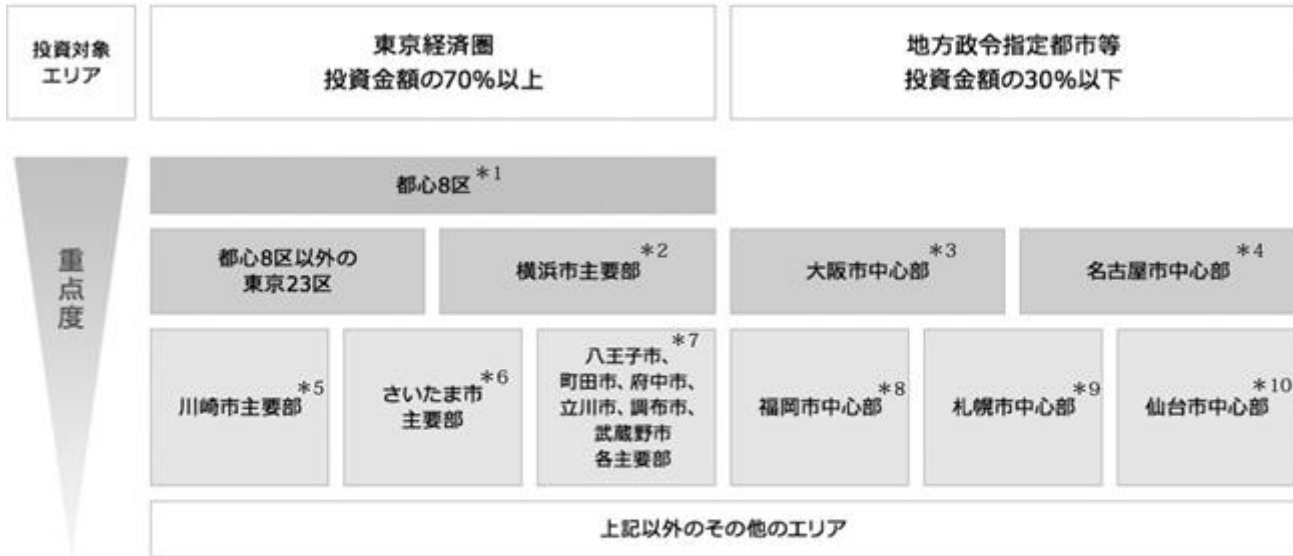 投資対象
エリア
東京経済圏
投資金額の70%以上
地方政令指定都市等
投資金額の30%以下
重点度
都心8区＊1
都心8区以外の
東京23区
横浜市主要部＊2
大阪市中心部＊3
名古屋市中心部＊4
川崎市主要部＊5
さいたま市＊6
主要部
八王子市、＊7
町田市、府中市、
立川市、調布市、
武蔵野市
各主要部
福岡市中心部＊8
札幌市中心部＊9
仙台市中心部＊10
上記以外のその他のエリア